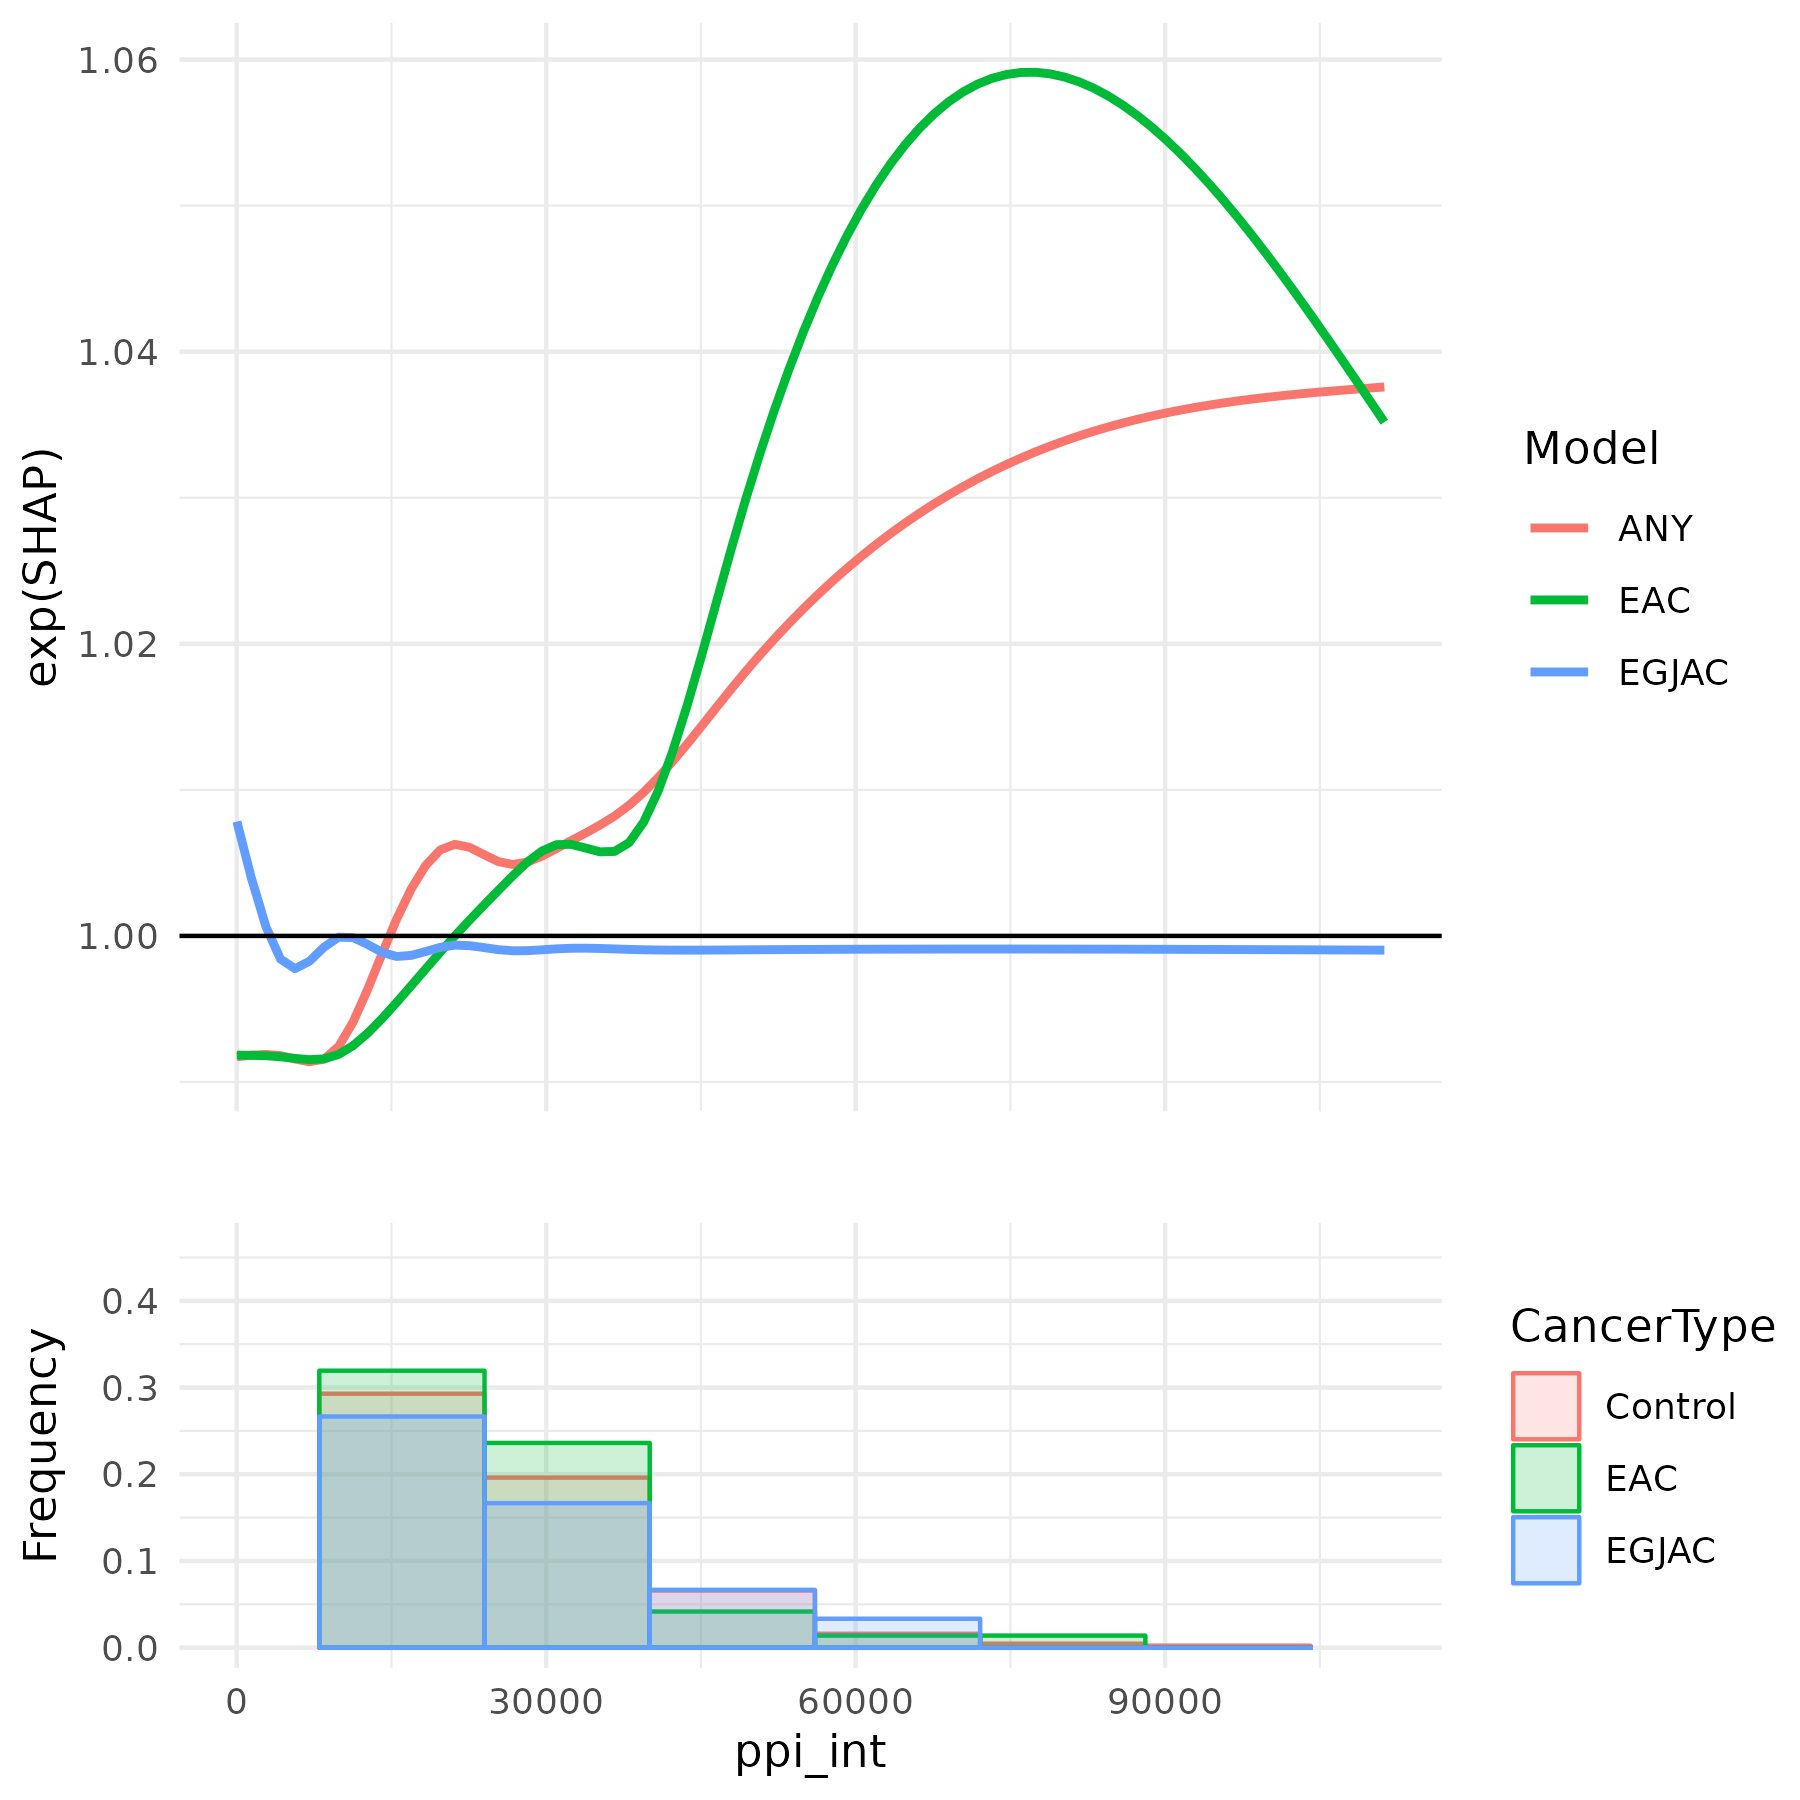 1.06
1.04
1.02
1.00
exp(SHAP)
Model
ANY
EAC
EGJAC
0.4
0.3
0.2
0.1
0.0
Frequency
0 30000 60000 90000
ppi_int
CancerType
Control
EAC
EGJAC